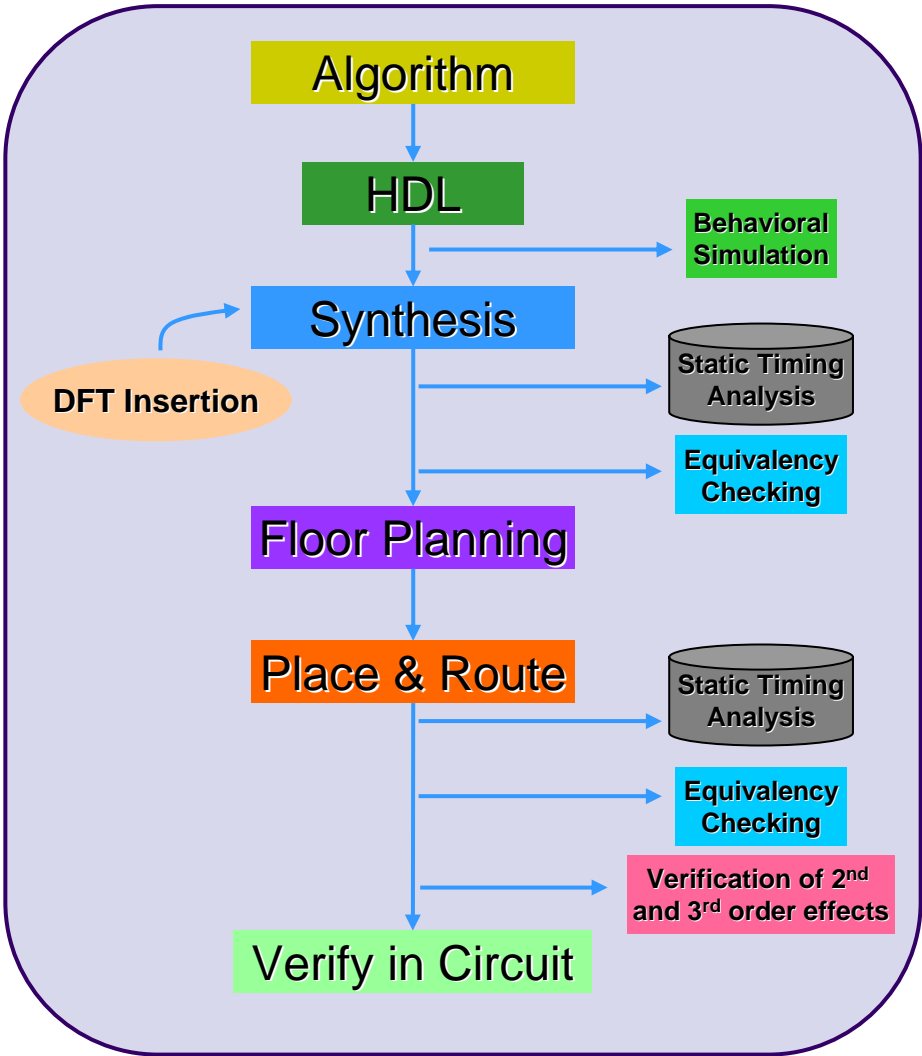 Algorithm
HDL
Behavioral
Simulation
Synthesis
DFT Insertion
Static Timing
Analysis
Equivalency
Checking
Floor Planning
Place & Route
Static Timing
Analysis
Equivalency
Checking
Verification of 2nd
and 3rd order effects
Verify in Circuit